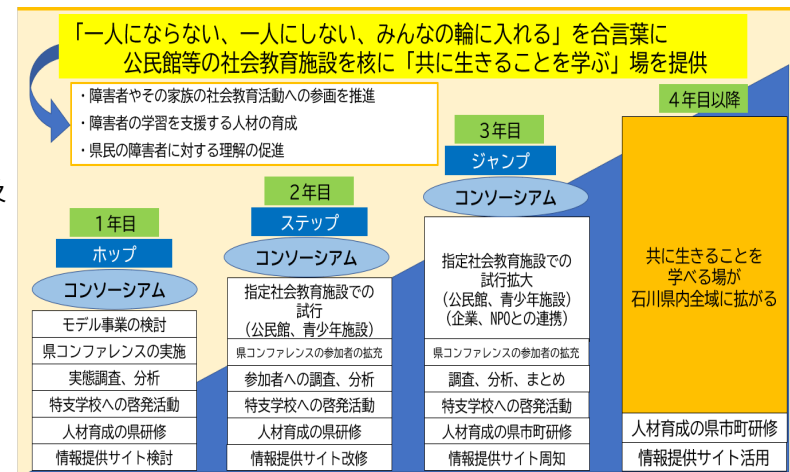 「一人にならない、一人にしない、みんなの輪に入れる」を合言葉に
公民館等の社会教育施設を核に「共に生きることを学ぶ」場を提供
・障害者やその家族の社会教育活動への参画を推進
・障害者の学習を支援する人材の育成
・県民の障害者に対する理解の促進
1年目
ホップ
コンソーシアム
モデル事業の検討
県コンファレンスの実施
実態調査、分析
特支学校への啓発活動
人材育成の県研修
情報提供サイト検討
2年目
ステップ
コンソーシアム
指定社会教育施設での
試行
(公民館、青少年施設)
県コンファレンスの参加者の拡充
参加者への調査、分析
特支学校への啓発活動
人材育成の県研修
情報提供サイト改修
3年目
ジャンプ
コンソーシアム
指定社会教育施設での
試行拡大
(公民館、青少年施設)
(企業、NPOとの連携)
県コンファレンスの参加者の拡充
調査、分析、まとめ
特支学校への啓発活動
人材育成の県市町研修
情報提供サイト周知
4年目以降
共に生きることを
学べる場が
石川県内全域に拡がる
人材育成の県市町研修
情報提供サイト活用